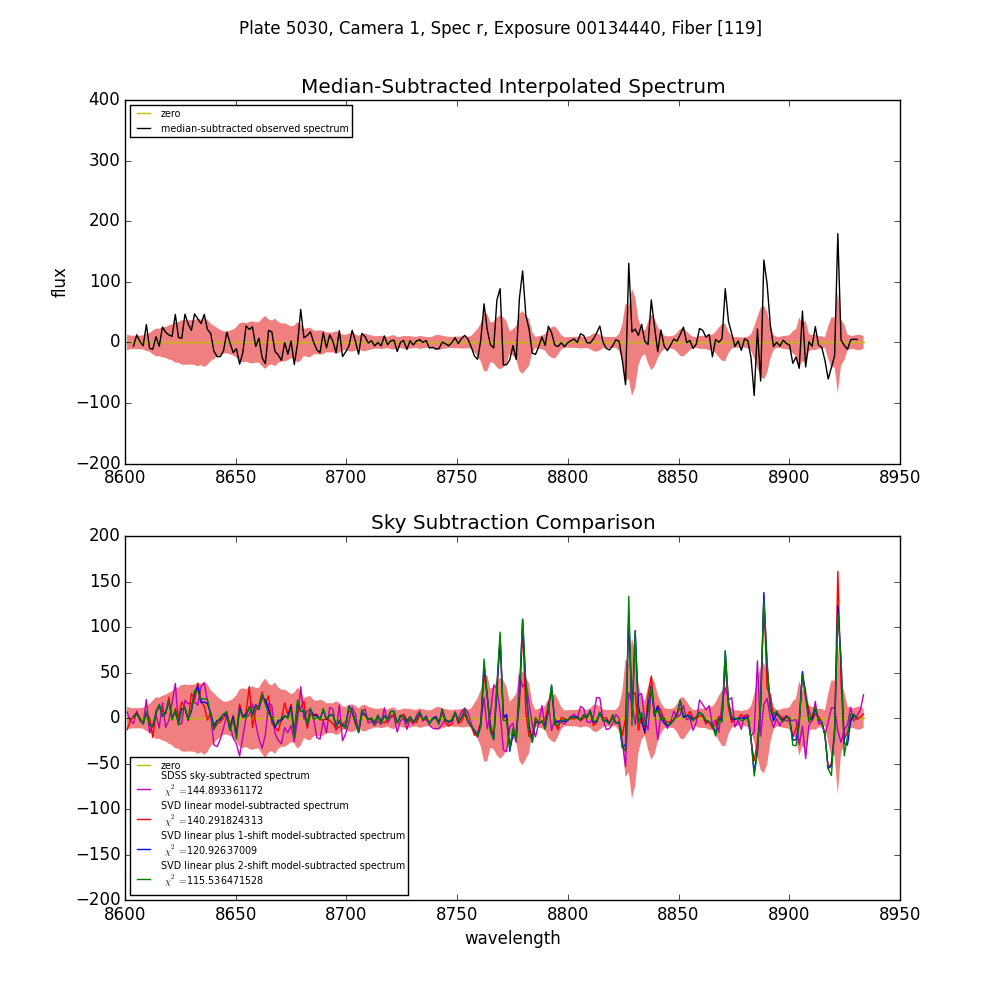 Plate 5030, Camera 1, Spec r, Exposure 00134440, Fiber [119]
Median-Subtracted Interpolated Spectrum
400
300
200
100
0
−100
−200
flux
zero
median-subtracted observed spectrum
8600 8650 8700 8750 8800 8850 8900 8950
Sky Subtraction Comparison
200
150
100
50
0
−50
−100
−150
−200
zero
SDSS sky-subtracted spectrum
χ² =144.893361172
SVD linear model-subtracted spectrum
χ² =140.291824313
SVD linear plus 1-shift model-subtracted spectrum
χ² =120.92637009
SVD linear plus 2-shift model-subtracted spectrum
χ² =115.536471528
8600 8650 8700 8750 8800 8850 8900 8950
wavelength